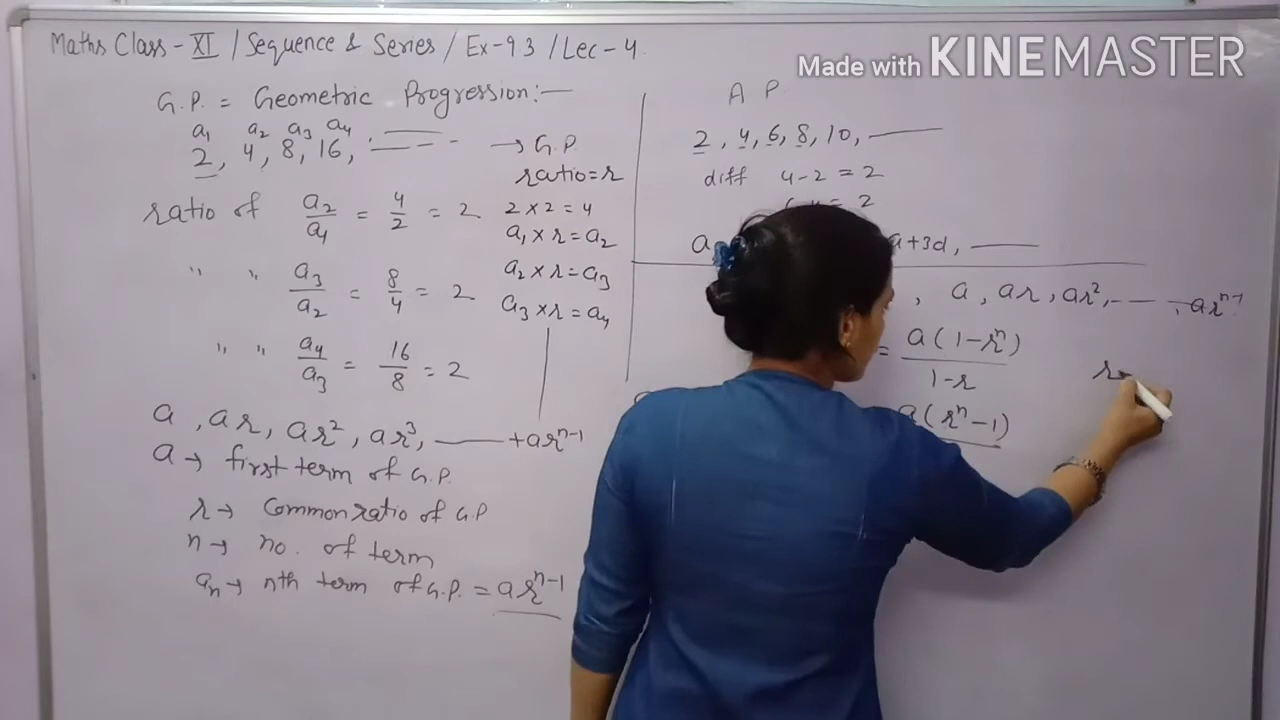 Made with KINEMASTER
Maths Class - XI / Sequence & Series / Ex-9.3 / Lec-4.
G.P. = Geometric Progression:—
a₁ a₂ a₃ a₄
2, 4, 8, 16, ——— - → G.P.
ratio = r
ratio of a₂/a₁ = 4/2 = 2
" " a₃/a₂ = 8/4 = 2
" " a₄/a₃ = 16/8 = 2
2 × 2 = 4
a₁ × r = a₂
a₂ × r = a₃
a₃ × r = a₄
a, ar, ar², ar³, ——— + arⁿ⁻¹
a → first term of G.P.
r → Common ratio of G.P
n → no. of term
aₙ → nth term of G.P. = arⁿ⁻¹
A P
2, 4, 6, 8, 10, ———
diff 4-2 = 2
= 2
a
a+3d, ———
, a, ar, ar², --- —, arⁿ⁻¹
= a(1-rⁿ)/1-r
a(rⁿ-1)
r